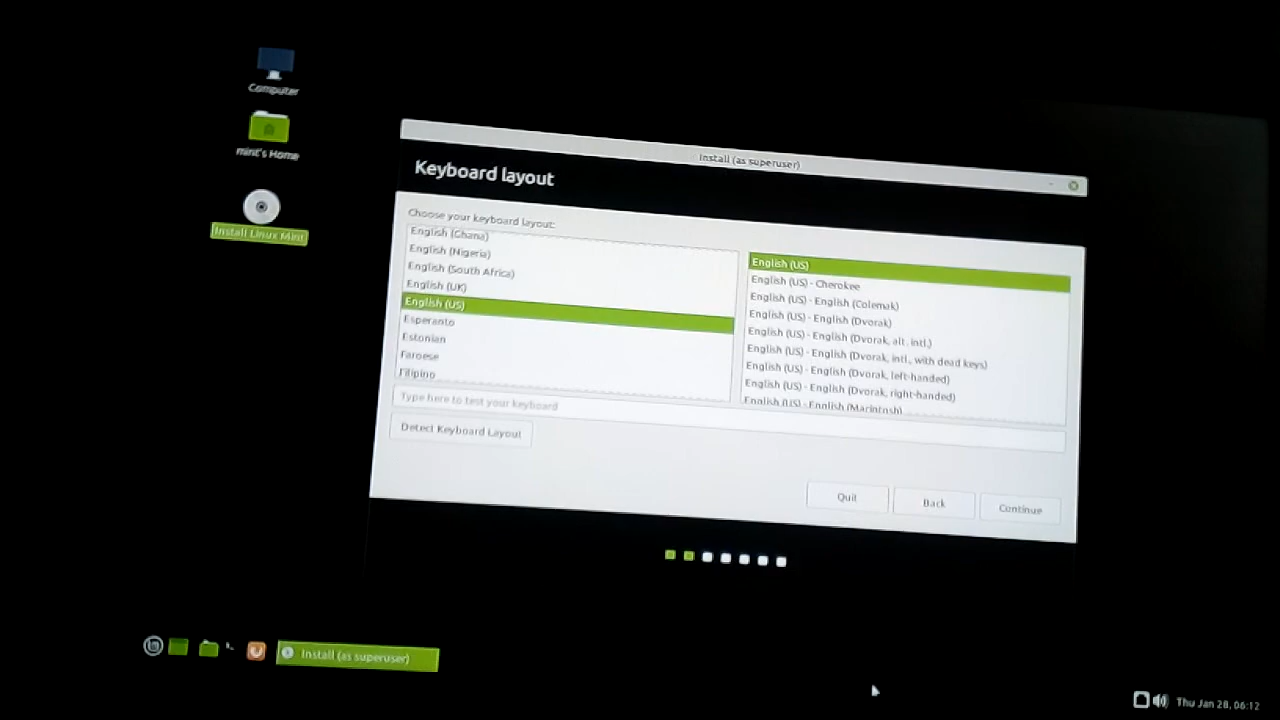 Computer
mint's Home
Install Linux Mint
Install (as superuser)
Keyboard layout
Choose your keyboard layout:
English (Ghana)
English (Nigeria)
English (South Africa)
English (UK)
English (US)
Esperanto
Estonian
Faroese
Filipino
English (US)
English (US) - Cherokee
English (US) - English (Colemak)
English (US) - English (Dvorak)
English (US) - English (Dvorak, alt. intl.)
English (US) - English (Dvorak, intl., with dead keys)
English (US) - English (Dvorak, left-handed)
English (US) - English (Dvorak, right-handed)
English (US) - English (Macintosh)
Type here to test your keyboard
Detect Keyboard Layout
Quit
Back
Continue
Install (as superuser)
Thu Jan 28, 06:12